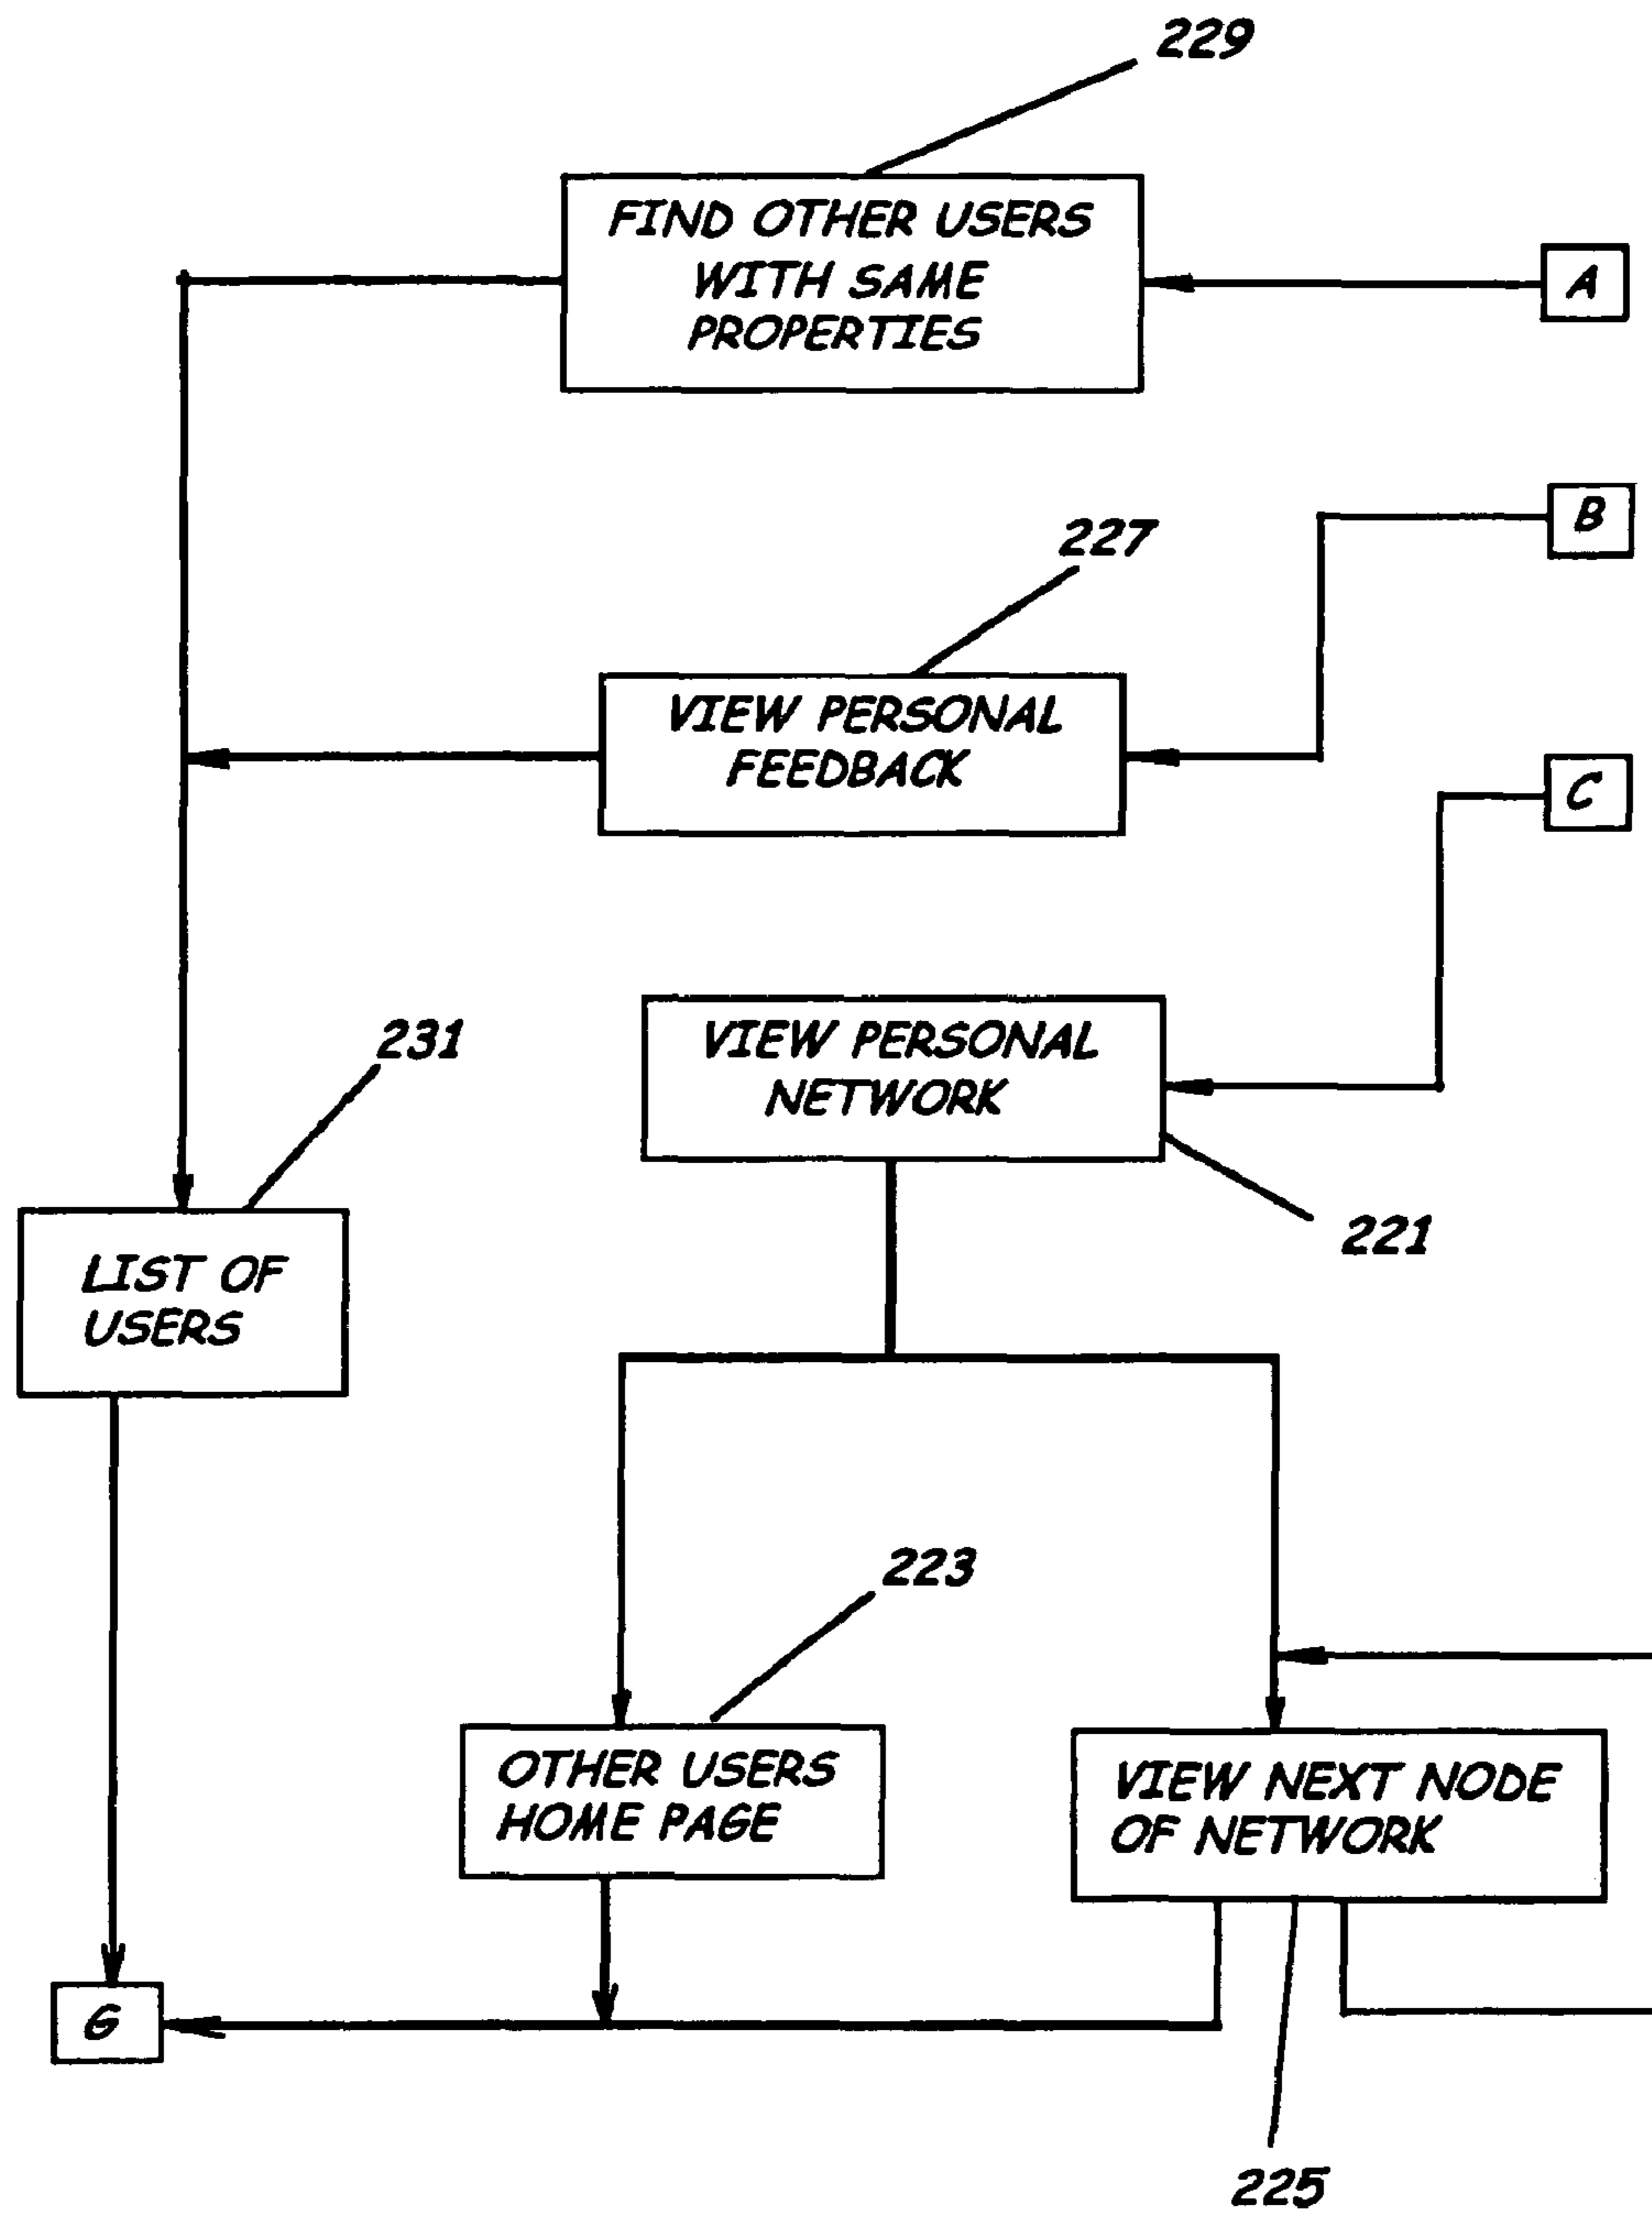 229
FIND OTHER USERS
WITH SAME
PROPERTIES
A
B
227
VIEW PERSONAL
FEEDBACK
C
VIEW PERSONAL
NETWORK
231
221
LIST OF
USERS
223
OTHER USERS
HOME PAGE
VIEW NEXT NODE
OF NETWORK
G
225